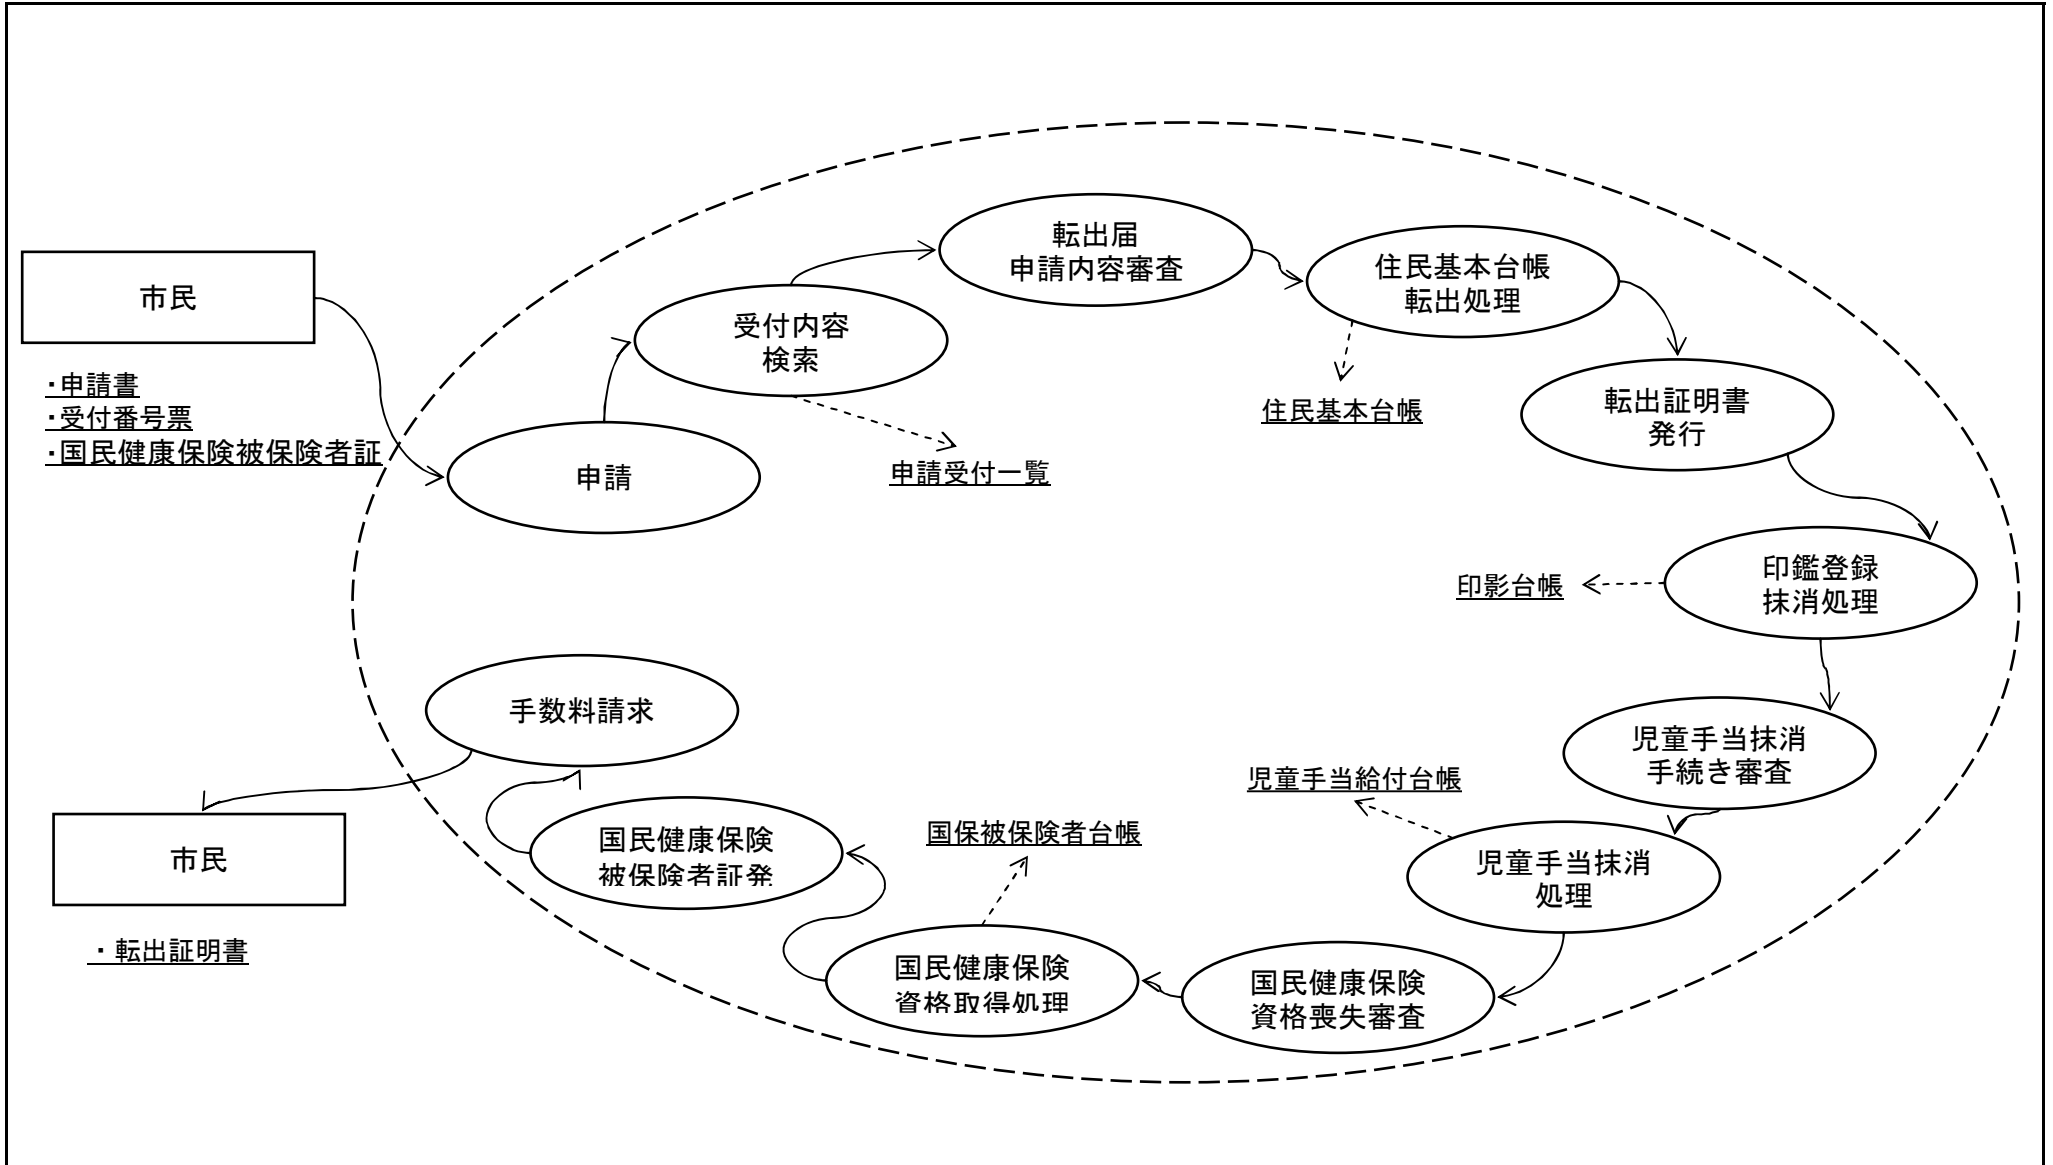 市民
・申請書
・受付番号票
・国民健康保険被保険者証
申請
受付内容
検索
申請受付一覧
転出届
申請内容審査
住民基本台帳
転出処理
住民基本台帳
転出証明書
発行
印鑑登録
抹消処理
印影台帳
児童手当抹消
手続き審査
児童手当抹消
処理
児童手当給付台帳
国民健康保険
資格喪失審査
国民健康保険
資格取得処理
国保被保険者台帳
国民健康保険
被保険者証発
手数料請求
市民
・転出証明書